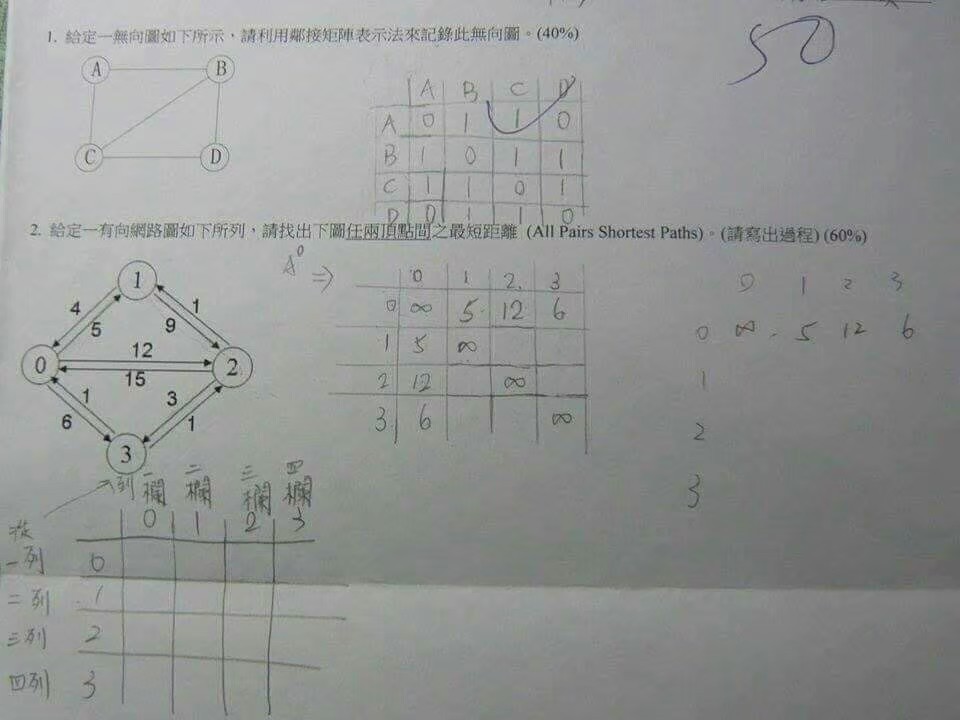 1. 給定一無向圖如下所示，請利用鄰接矩陣表示法來記錄此無向圖。(40%)
50
A B
C D
A B C D
A 0 1 1 0
B 1 0 1 1
C 1 1 0 1
D 0 1 1 0
2. 給定一有向網路圖如下所列，請找出下圖任兩頂點間之最短距離 (All Pairs Shortest Paths)。(請寫出過程) (60%)
1
4 1
5 9
0 12 2
15
1 3
6 1
3
A⁰ ⇒
0 1 2 3
0 ∞ 5 12 6
1 5 ∞
2 12 ∞
3 6 ∞
0 1 2 3
0 ∞ 5 12 6
1
2
3
到 一欄 二欄 三欄 四欄
0 1 2 3
從
一列 0
二列 1
三列 2
四列 3